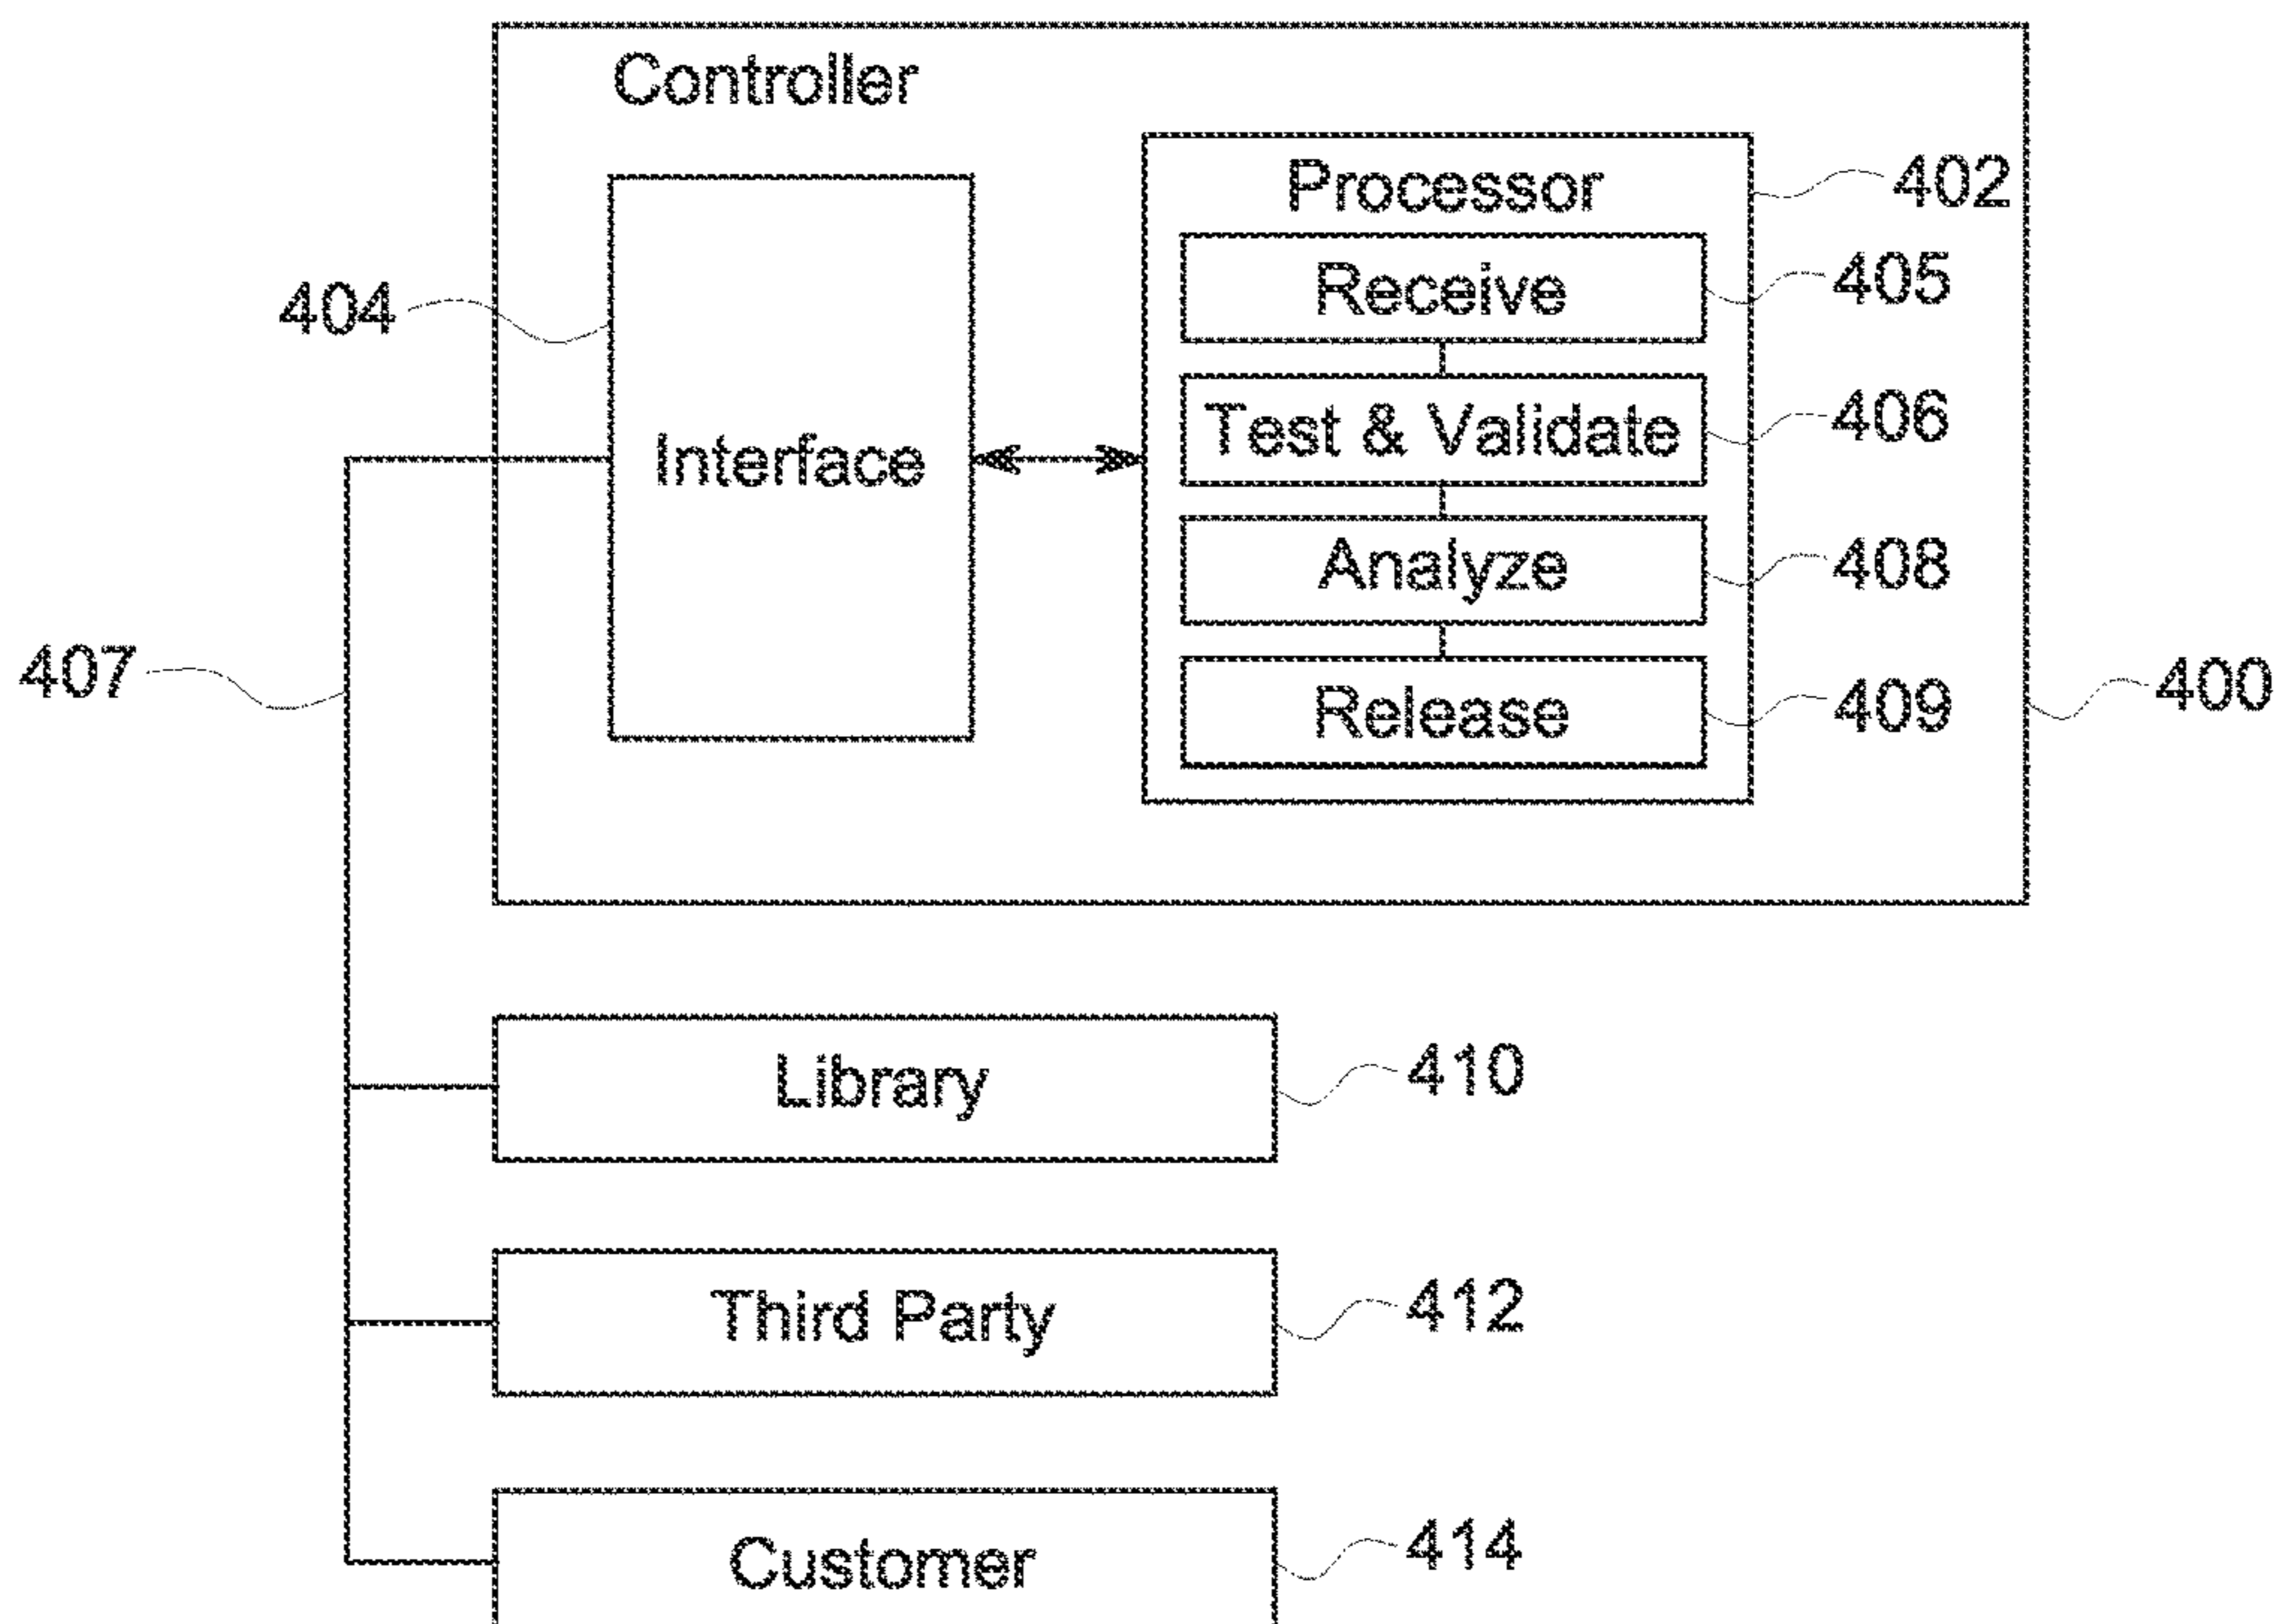 Controller
Processor
402
Receive
405
404
Test & Validate
406
Interface
Analyze
408
407
Release
409
400
Library
410
Third Party
412
Customer
414